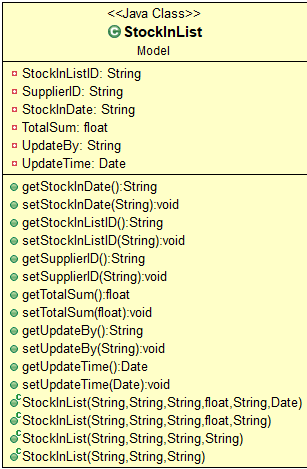 <<Java Class>>
StockInList
Model
StockInListID: String
SupplierID: String
StockInDate: String
TotalSum: float
UpdateBy: String
UpdateTime: Date
getStockInDate():String
setStockInDate(String):void
getStockInListID():String
setStockInListID(String):void
getSupplierID():String
setSupplierID(String):void
getTotalSum():float
setTotalSum(float):void
getUpdateBy():String
setUpdateBy(String):void
getUpdateTime():Date
setUpdateTime(Date):void
StockInList(String,String,String,float,String,Date)
StockInList(String,String,String,float,String)
StockInList(String,String,String,String)
StockInList(String,String,String)